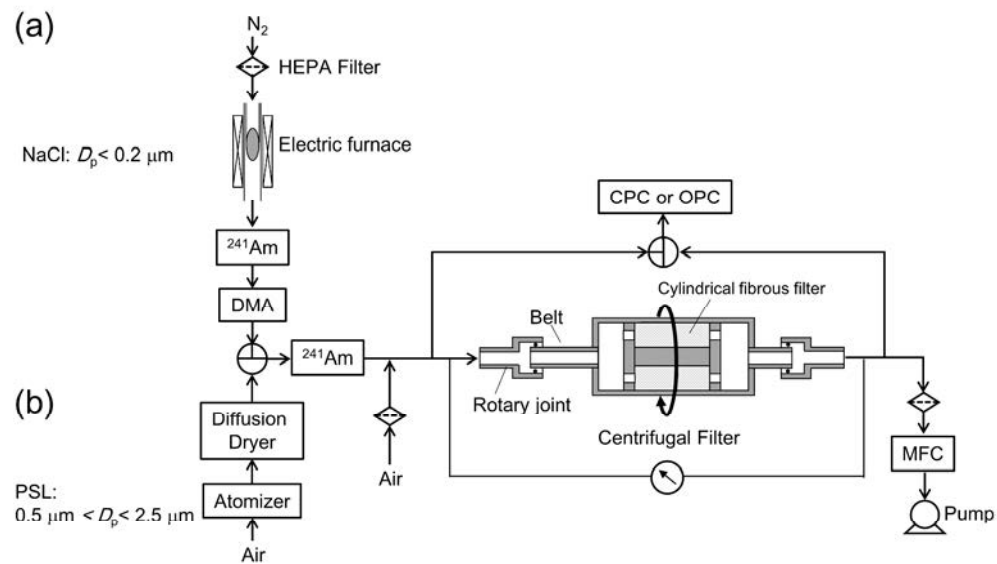 (a)
N2
HEPA Filter
Electric furnace
NaCl: Dp< 0.2 μm
241Am
DMA
241Am
CPC or OPC
Cylindrical fibrous filter
Belt
Rotary joint
Centrifugal Filter
(b)
Diffusion
Dryer
Air
MFC
PSL:
0.5 μm < Dp< 2.5 μm
Atomizer
Pump
Air